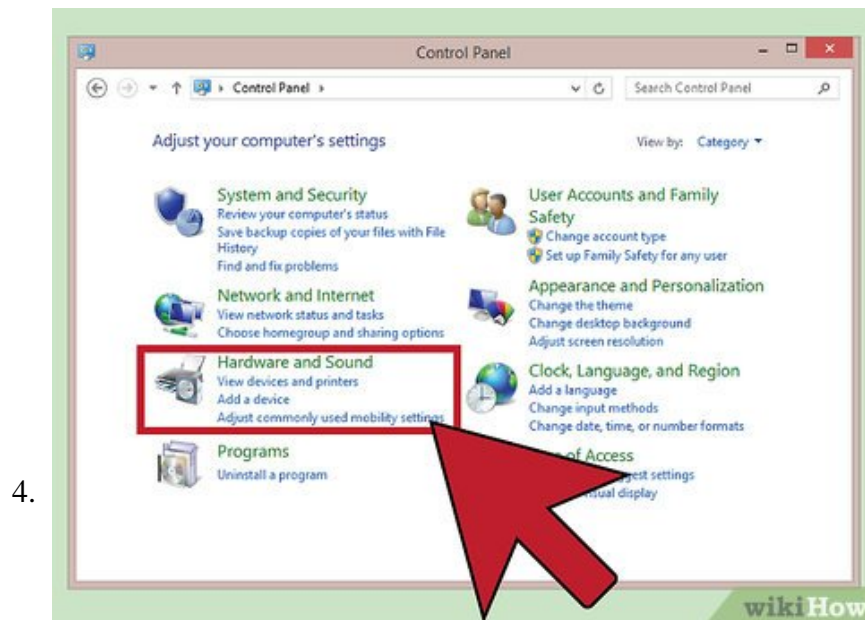 Control Panel
Control Panel
Search Control Panel
Adjust your computer's settings
View by: Category
System and Security
Review your computer's status
Save backup copies of your files with File
History
Find and fix problems
Network and Internet
View network status and tasks
Choose homegroup and sharing options
Hardware and Sound
View devices and printers
Add a device
Adjust commonly used mobility settings
Programs
Uninstall a program
User Accounts and Family
Safety
Change account type
Set up Family Safety for any user
Appearance and Personalization
Change the theme
Change desktop background
Adjust screen resolution
Clock, Language, and Region
Add a language
Change input methods
Change date, time, or number formats
of Access
settings
display
4.
wikiHow